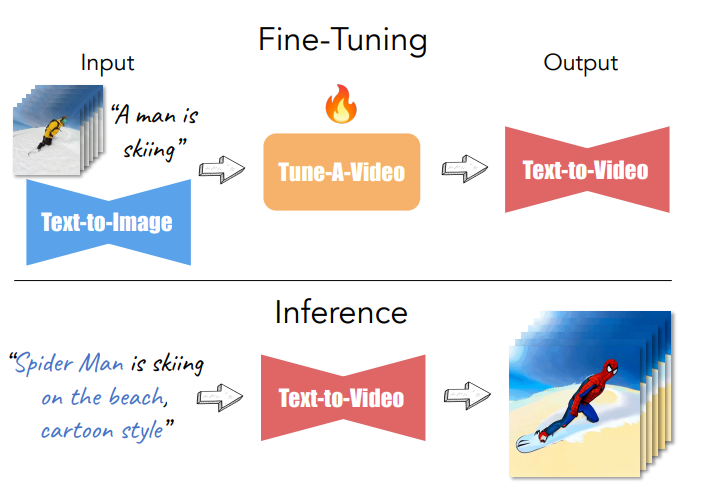 Fine-Tuning
Input
Output
“A man is
skiing”
Tune-A-Video
Text-to-Video
Text-to-Image
Inference
“Spider Man is skiing
on the beach,
cartoon style”
Text-to-Video